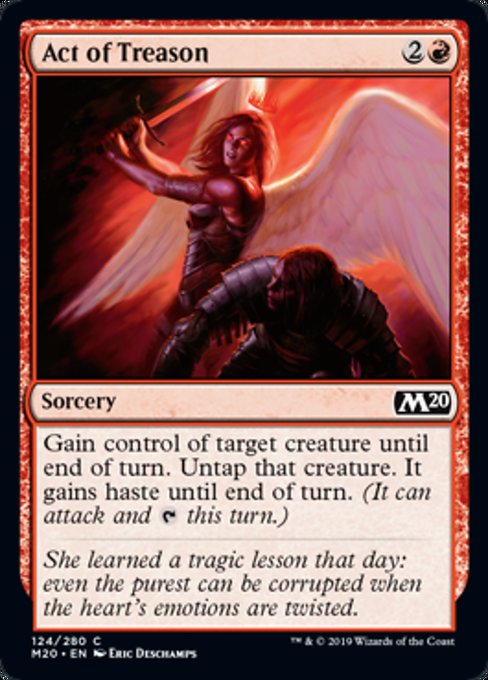 Act of Treason 2
Sorcery M20
Gain control of target creature until
end of turn. Untap that creature. It
gains haste until end of turn. (It can
attack and this turn.)
She learned a tragic lesson that day:
even the purest can be corrupted when
the heart's emotions are twisted.
124/280 C ™ & © 2019 Wizards of the Coast
M20 • EN Eric Deschamps